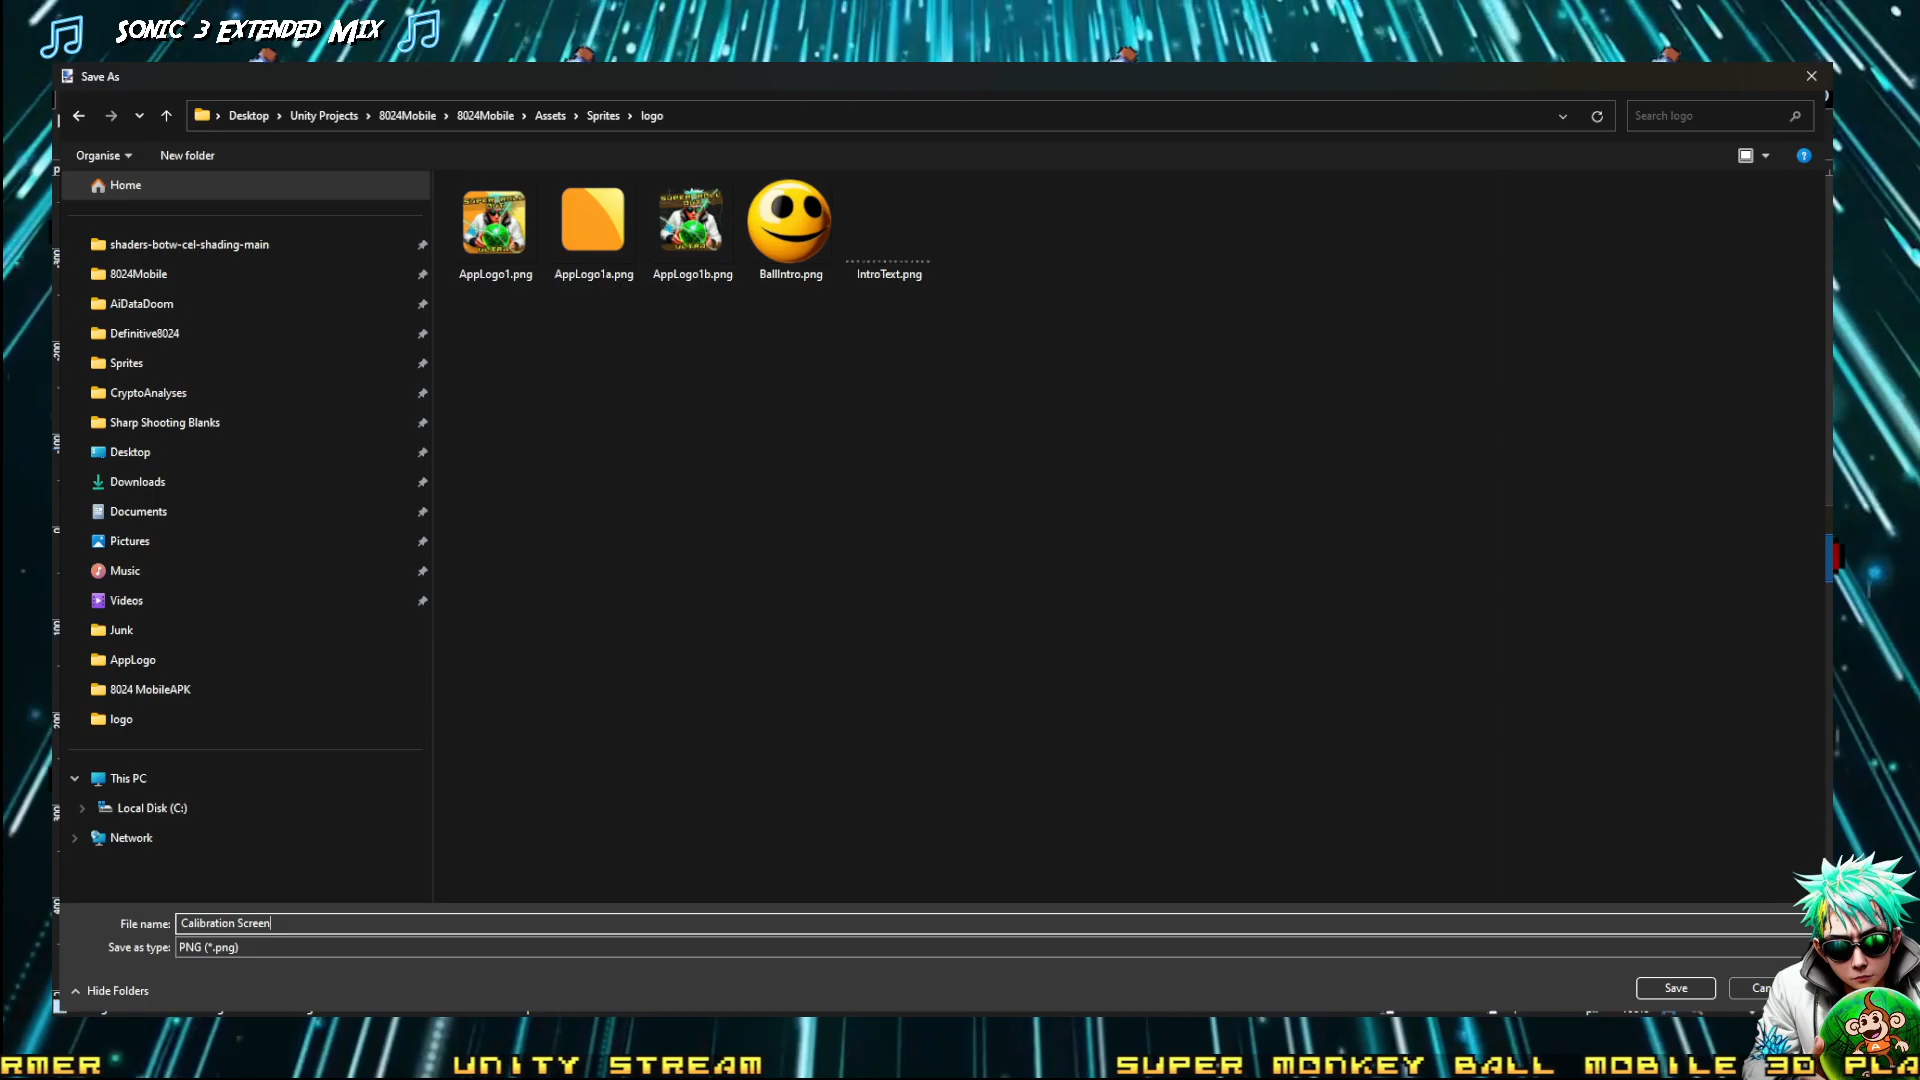 Sonic 3 Extended Mix
Save As
Desktop > Unity Projects > 8024Mobile > 8024Mobile > Assets > Sprites > logo
Search logo
Organise
New folder
Home
shaders-botw-cel-shading-main
8024Mobile
AiDataDoom
Definitive8024
Sprites
CryptoAnalyses
Sharp Shooting Blanks
Desktop
Downloads
Documents
Pictures
Music
Videos
Junk
AppLogo
8024 MobileAPK
logo
This PC
Local Disk (C:)
Network
AppLogo1.png
AppLogo1a.png
AppLogo1b.png
BallIntro.png
IntroText.png
File name: Calibration Screen
Save as type: PNG (*.png)
Hide Folders
Save
Can
RMER UNITY STREAM SUPER MONKEY BALL MOBILE 3D PLA